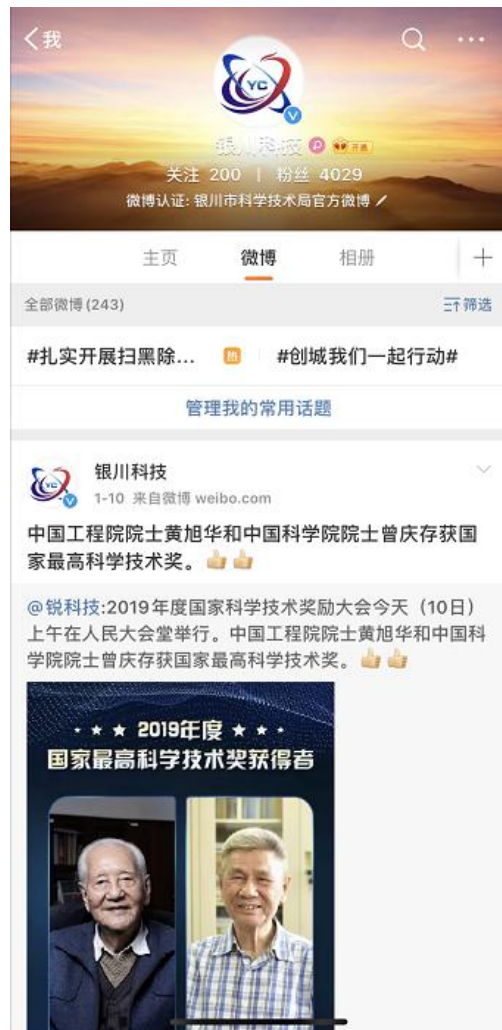 我
YC
银川科技 开通
关注 200 | 粉丝 4029
微博认证: 银川市科学技术局官方微博
主页 微博 相册
全部微博(243) 筛选
#扎实开展扫黑除... 热 #创城我们一起行动#
管理我的常用话题
银川科技
1-10 来自微博 weibo.com
中国工程院院士黄旭华和中国科学院院士曾庆存获国
家最高科学技术奖。👍👍
@锐科技:2019年度国家科学技术奖励大会今天（10日）
上午在人民大会堂举行。中国工程院院士黄旭华和中国科
学院院士曾庆存获国家最高科学技术奖。👍👍
★ ★ 2019年度 ★ ★
国家最高科学技术奖获得者